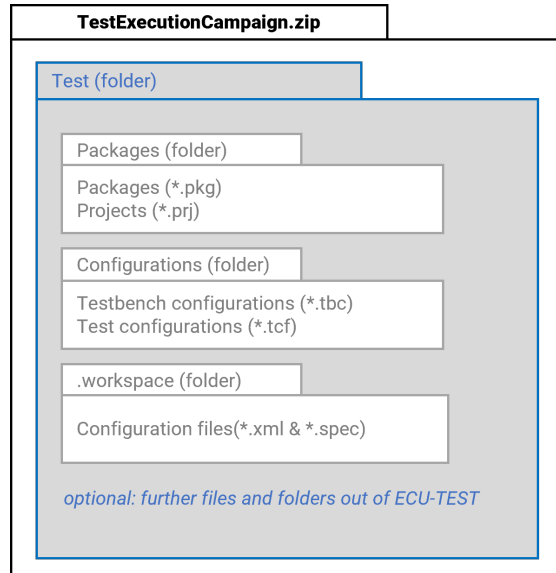 TestExecutionCampaign.zip
Test (folder)
Packages (folder)
Packages (*.pkg)
Projects (*.prj)
Configurations (folder)
Testbench configurations (*.tbc)
Test configurations (*.tcf)
.workspace (folder)
Configuration files(*.xml & *.spec)
optional: further files and folders out of ECU-TEST